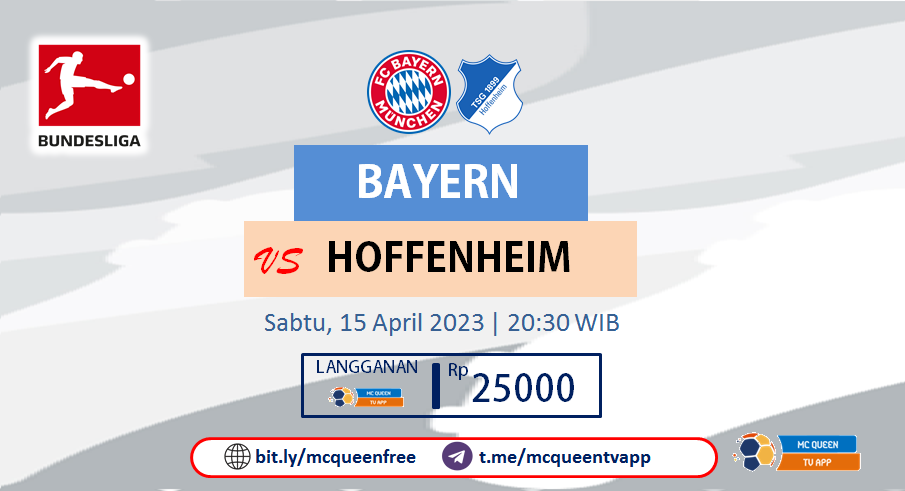 BUNDESLIGA
FC BAYERN
MÜNCHEN
TSG 1899
Hoffenheim
BAYERN
VS HOFFENHEIM
Sabtu, 15 April 2023 | 20:30 WIB
LANGGANAN
MC QUEEN
TV APP
Rp 25000
bit.ly/mcqueenfree t.me/mcqueentvapp
MC QUEEN
TV APP